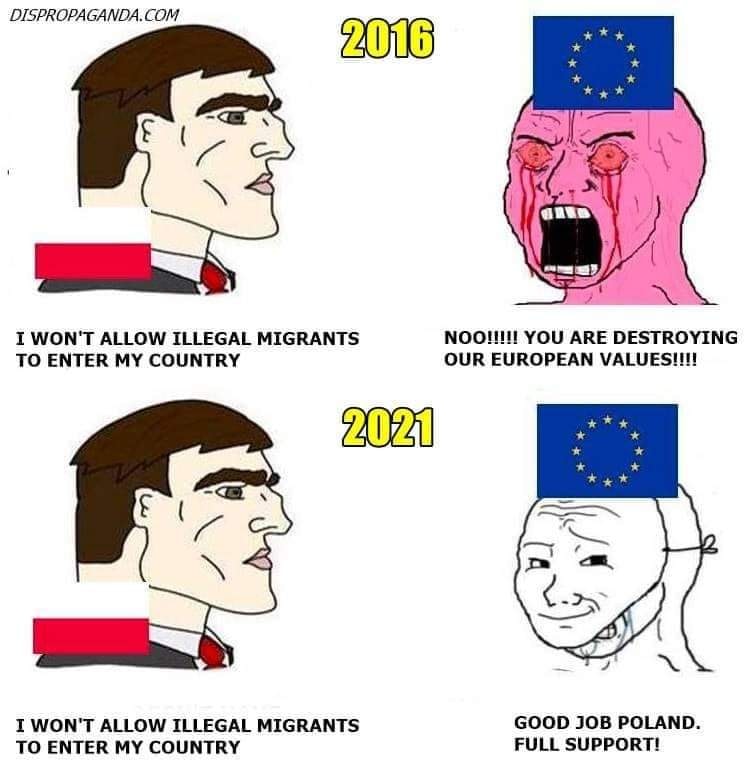 DISPROPAGANDA.COM
2016
I WON'T ALLOW ILLEGAL MIGRANTS
TO ENTER MY COUNTRY
NOO!!!!! YOU ARE DESTROYING
OUR EUROPEAN VALUES!!!!
2021
I WON'T ALLOW ILLEGAL MIGRANTS
TO ENTER MY COUNTRY
GOOD JOB POLAND.
FULL SUPPORT!